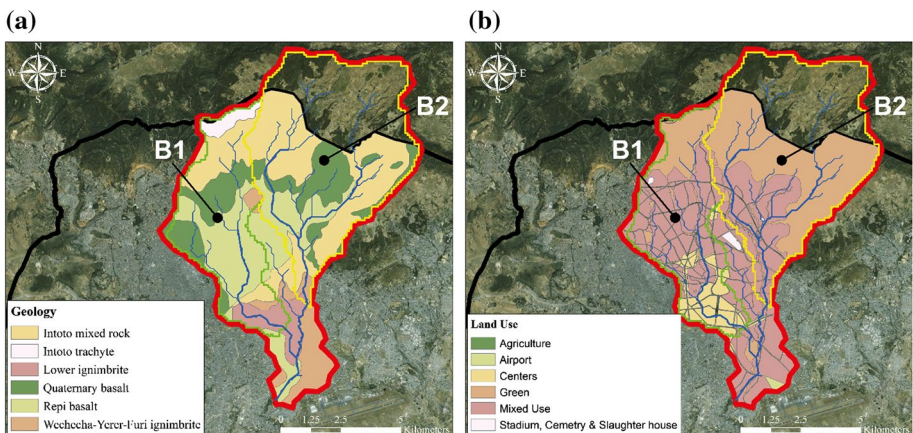 (a)
N
W E
S
B2
B1
Geology
Intoto mixed rock
Intoto trachyte
Lower ignimbrite
Quaternary basalt
Repi basalt
Wechecha-Yerer-Furi ignimbrite
0 1.25 2.5 5
Kilometers
(b)
N
W E
S
B2
B1
Land Use
Agriculture
Airport
Centers
Green
Mixed Use
Stadium, Cemetry & Slaughter house
0 1.25 2.5 5
Kilometers